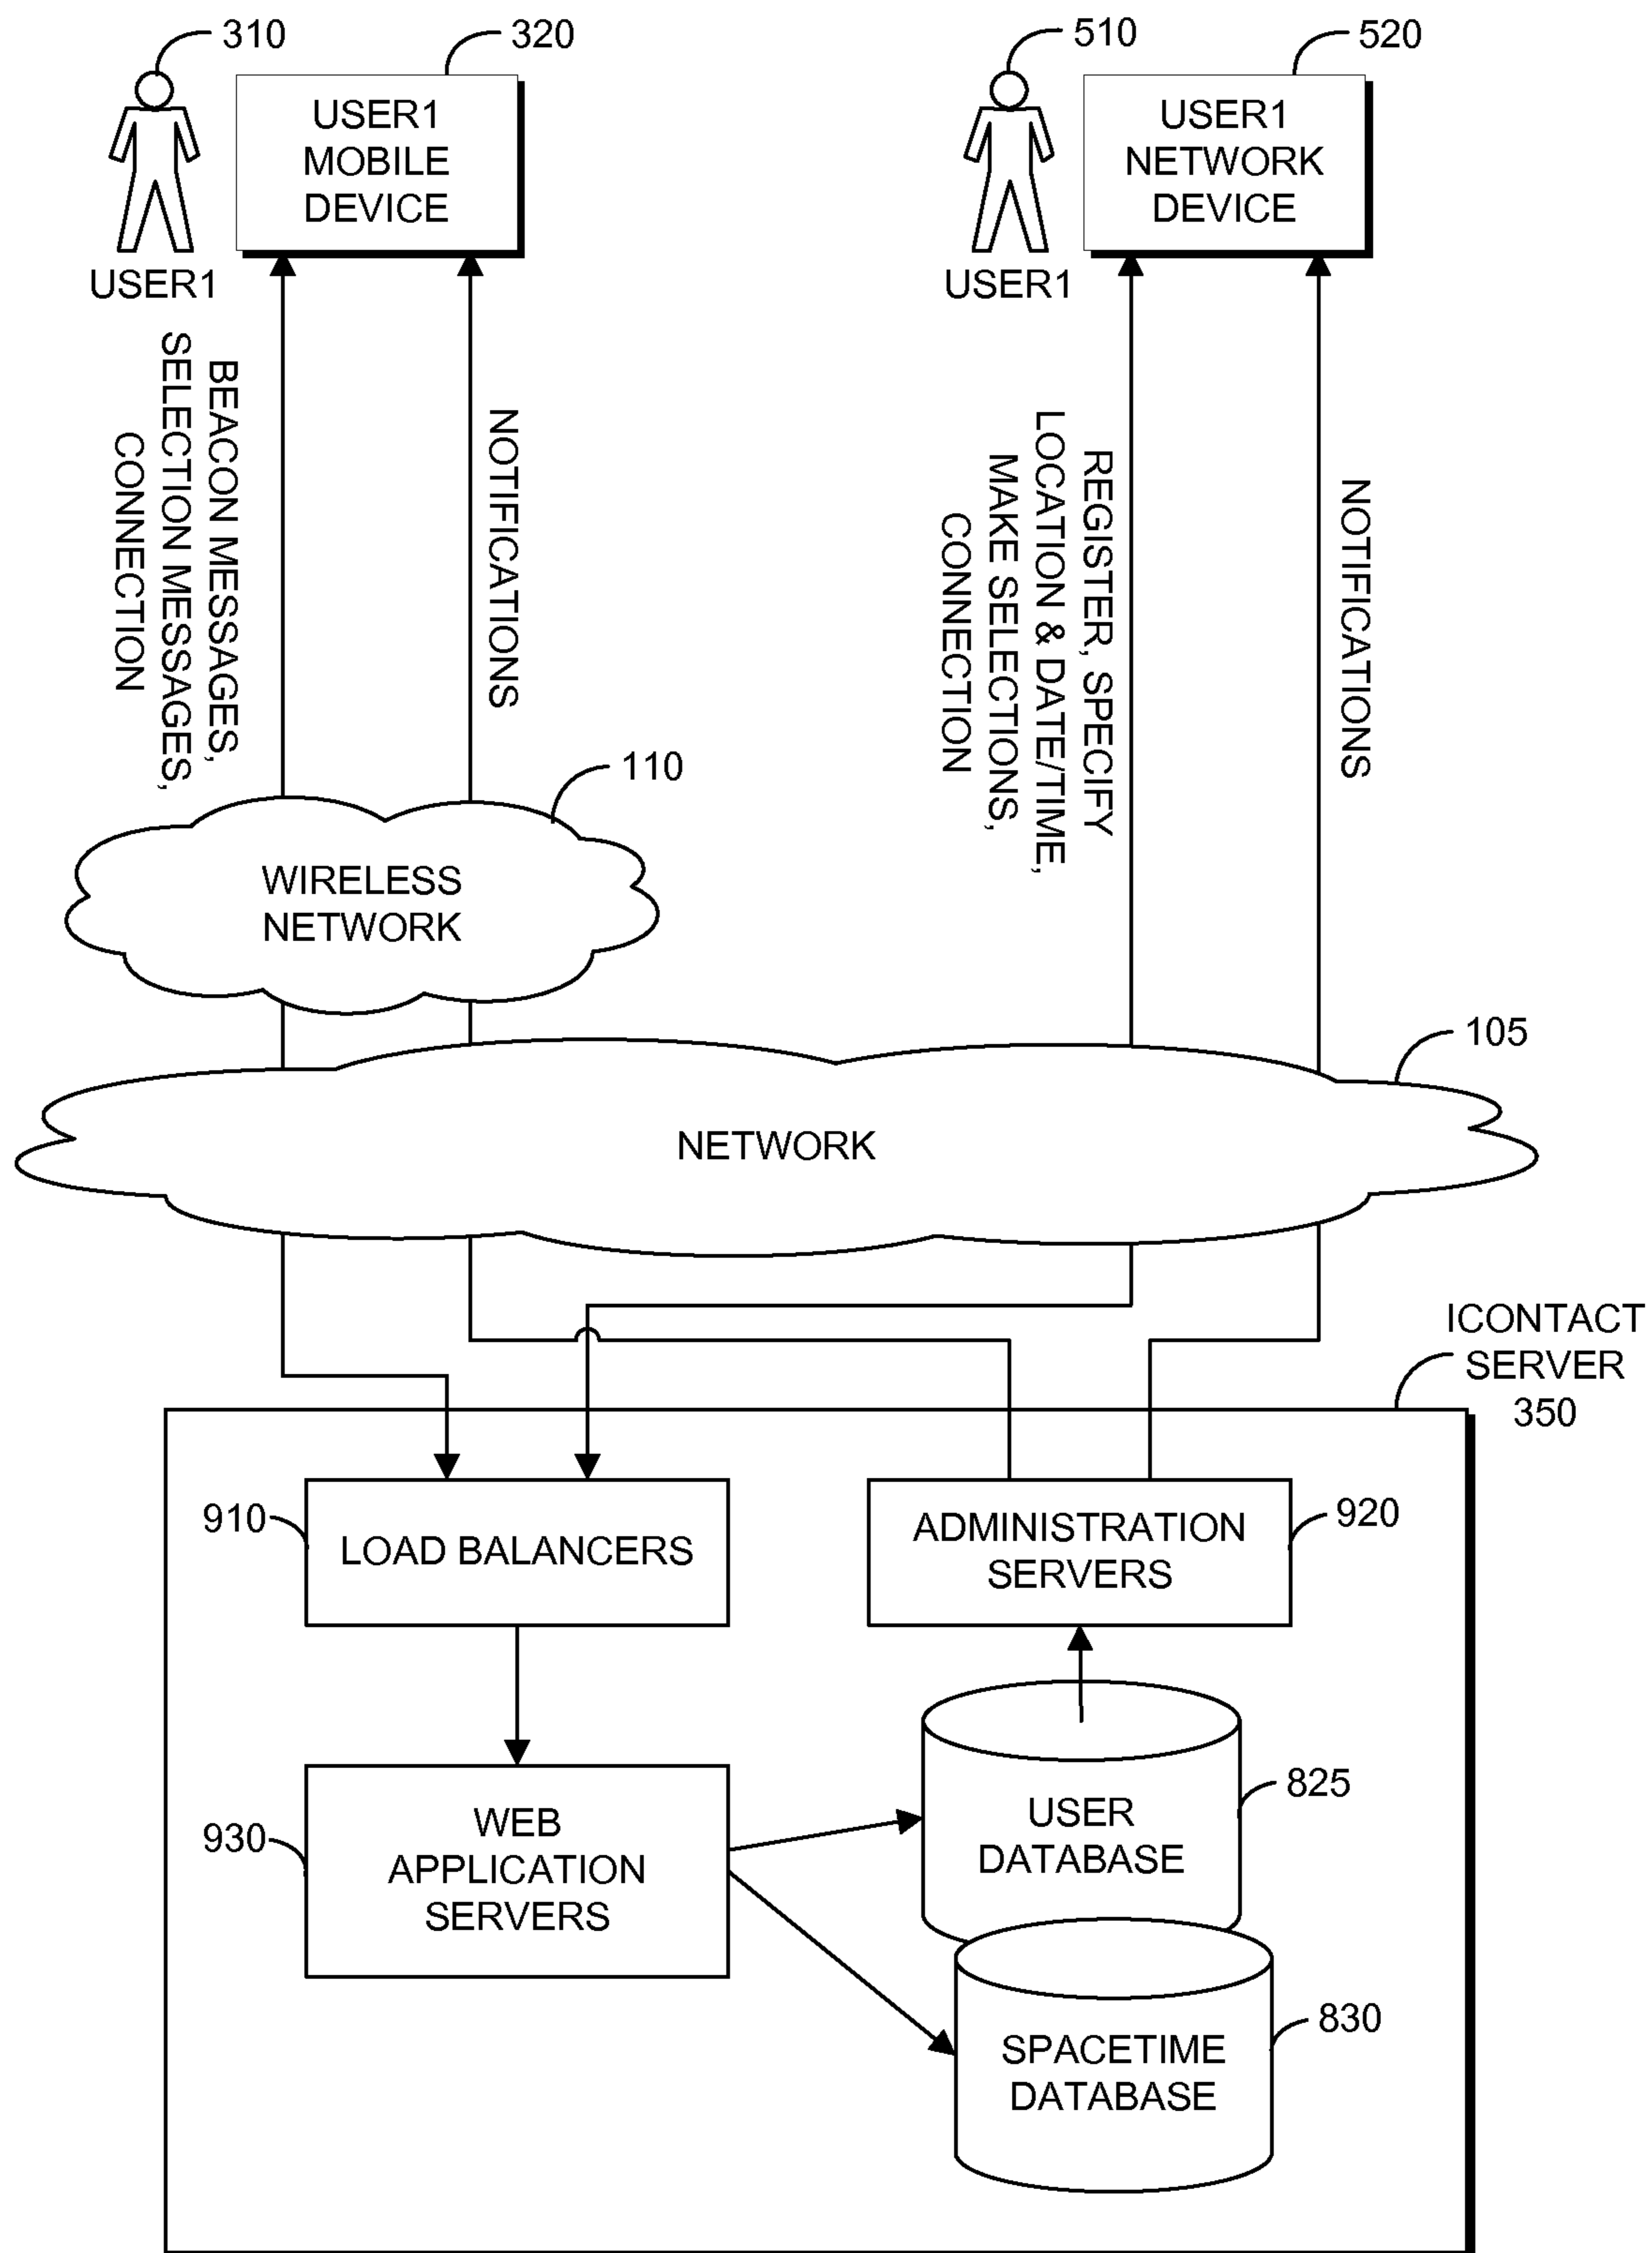 310
320
510
520
USER1
MOBILE
DEVICE
USER1
NETWORK
DEVICE
USER1
USER1
BEACON MESSAGES,
SELECTION MESSAGES,
CONNECTION
NOTIFICATIONS
REGISTER, SPECIFY
LOCATION & DATE/TIME,
MAKE SELECTIONS,
CONNECTION
NOTIFICATIONS
110
WIRELESS
NETWORK
105
NETWORK
ICONTACT
SERVER
350
910
LOAD BALANCERS
ADMINISTRATION
SERVERS
920
930
WEB
APPLICATION
SERVERS
USER
DATABASE
825
SPACETIME
DATABASE
830